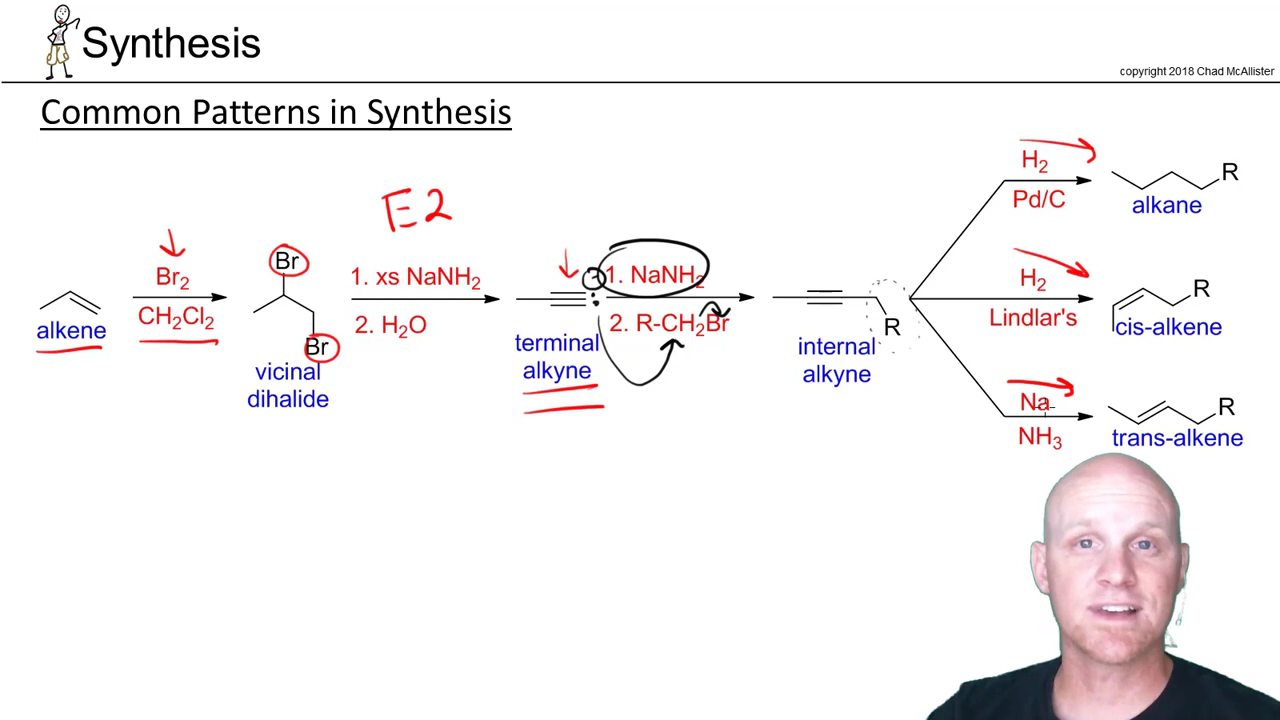 Synthesis
copyright 2018 Chad McAllister
Common Patterns in Synthesis
alkene
Br2
CH2Cl2
Br
Br
vicinal
dihalide
E2
1. xs NaNH2
2. H2O
terminal
alkyne
1. NaNH2
2. R-CH2Br
R
internal
alkyne
H2
Pd/C
R
alkane
H2
Lindlar's
R
cis-alkene
Na
NH3
R
trans-alkene